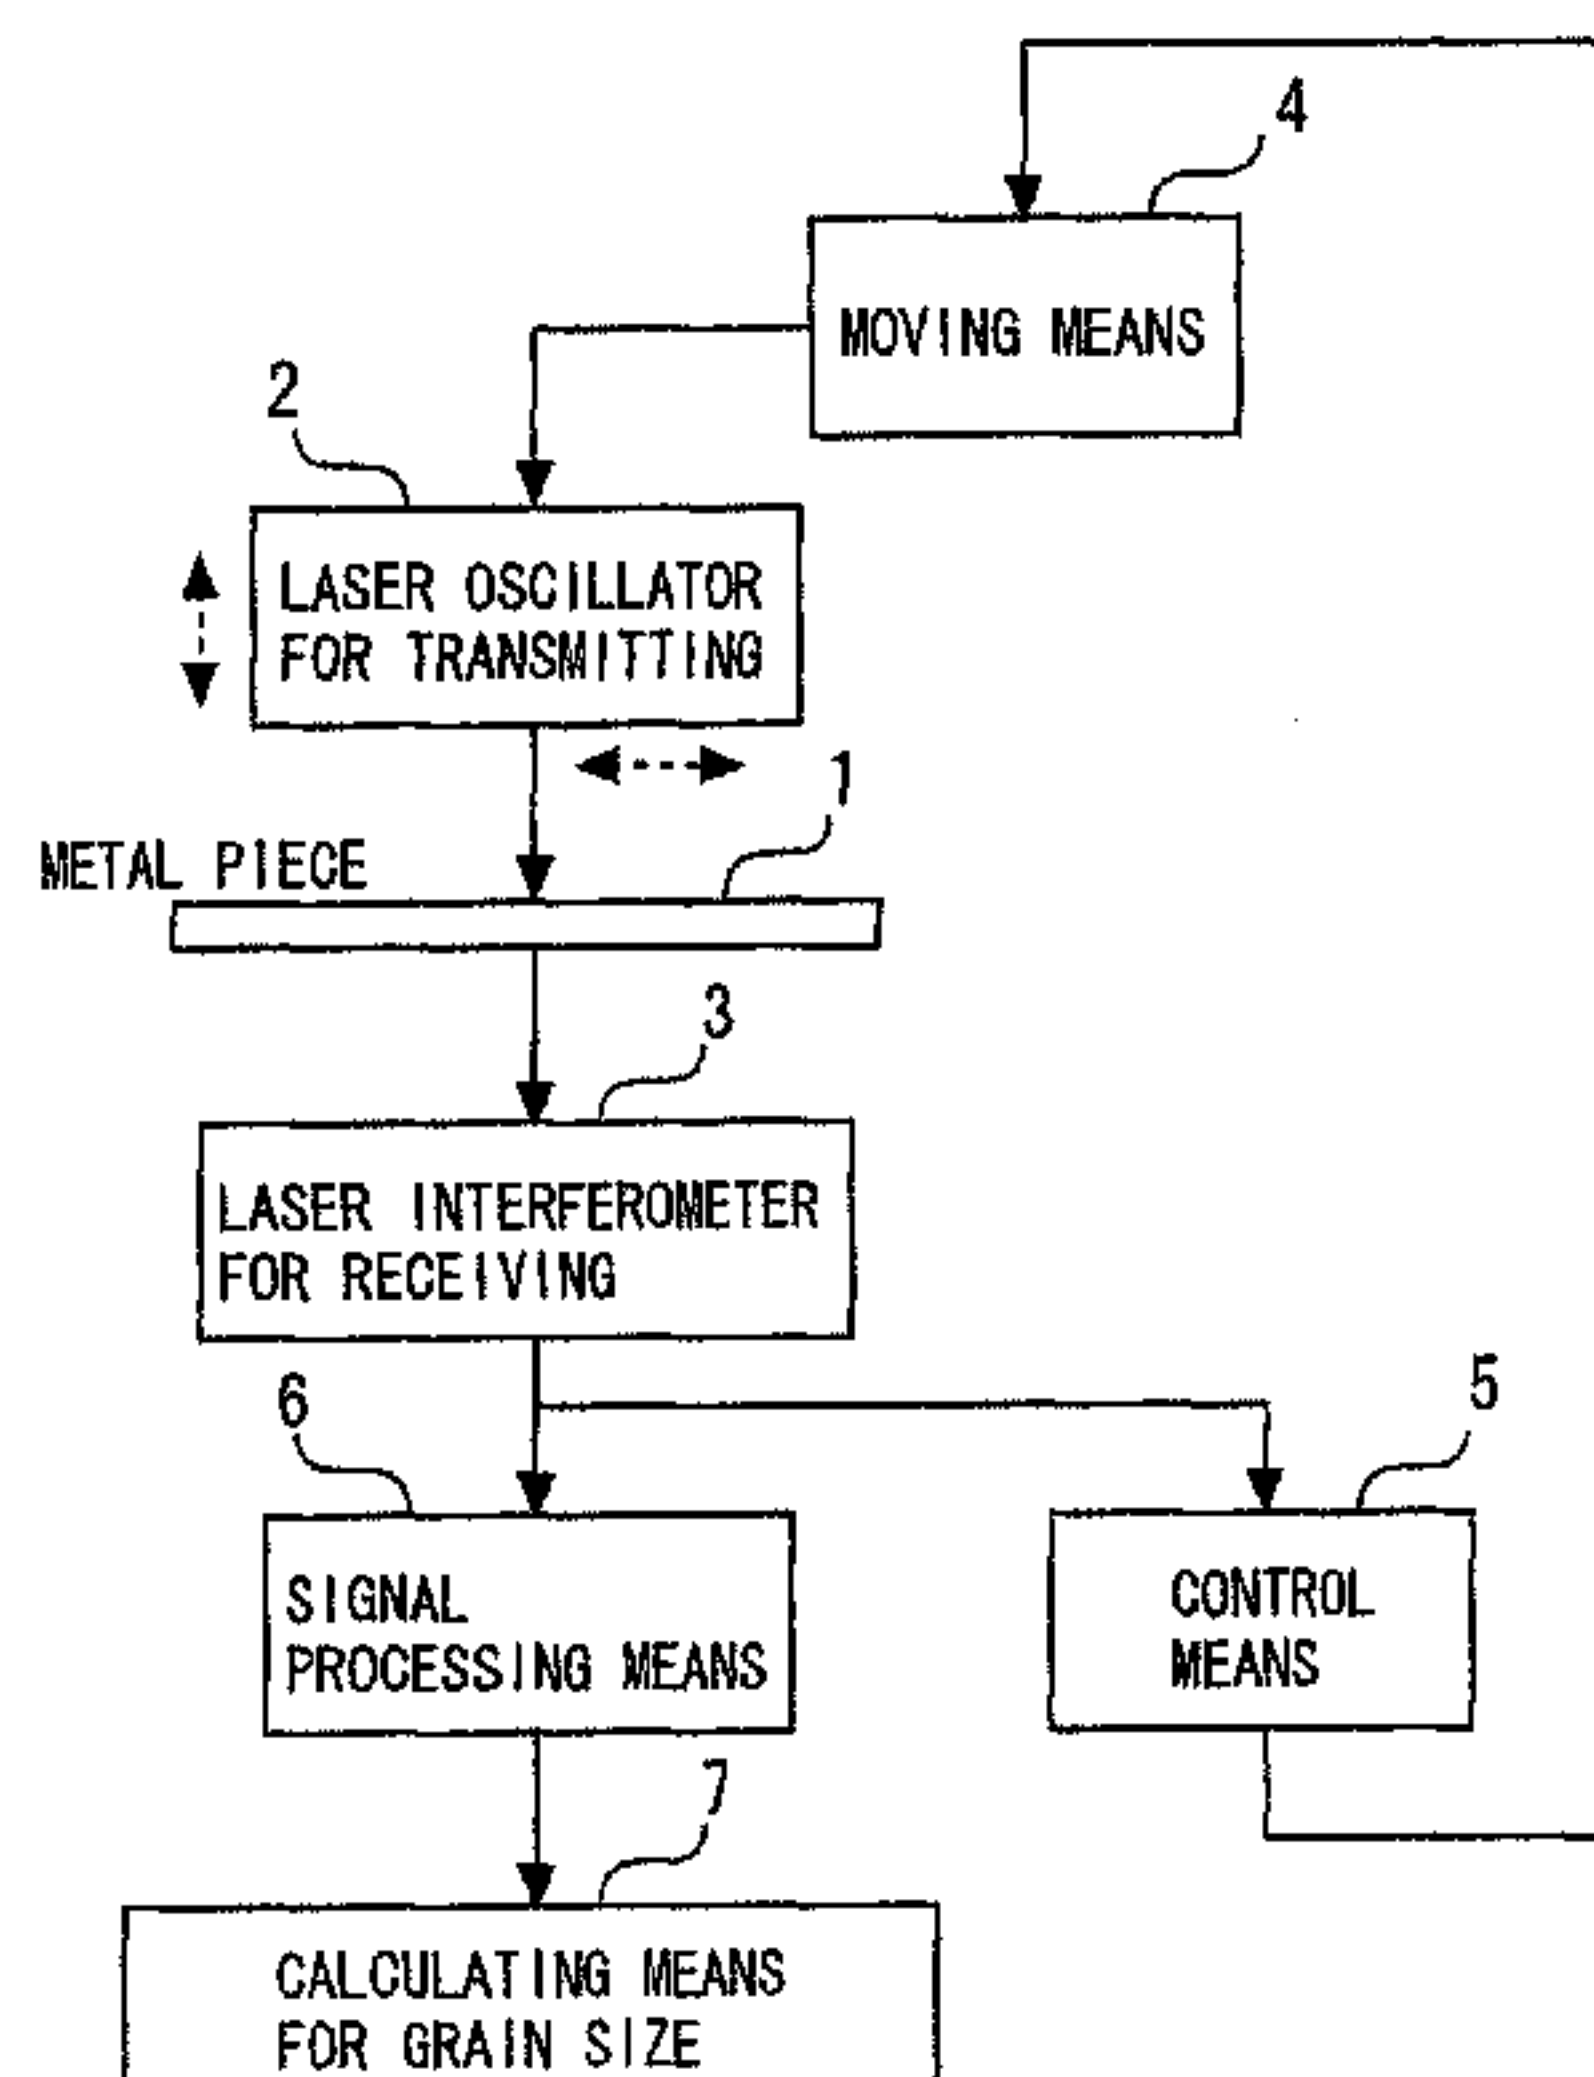 4
MOVING MEANS
2
LASER OSCILLATOR
FOR TRANSMITTING
1
METAL PIECE
3
LASER INTERFEROMETER
FOR RECEIVING
6
5
SIGNAL
PROCESSING MEANS
CONTROL
MEANS
7
CALCULATING MEANS
FOR GRAIN SIZE